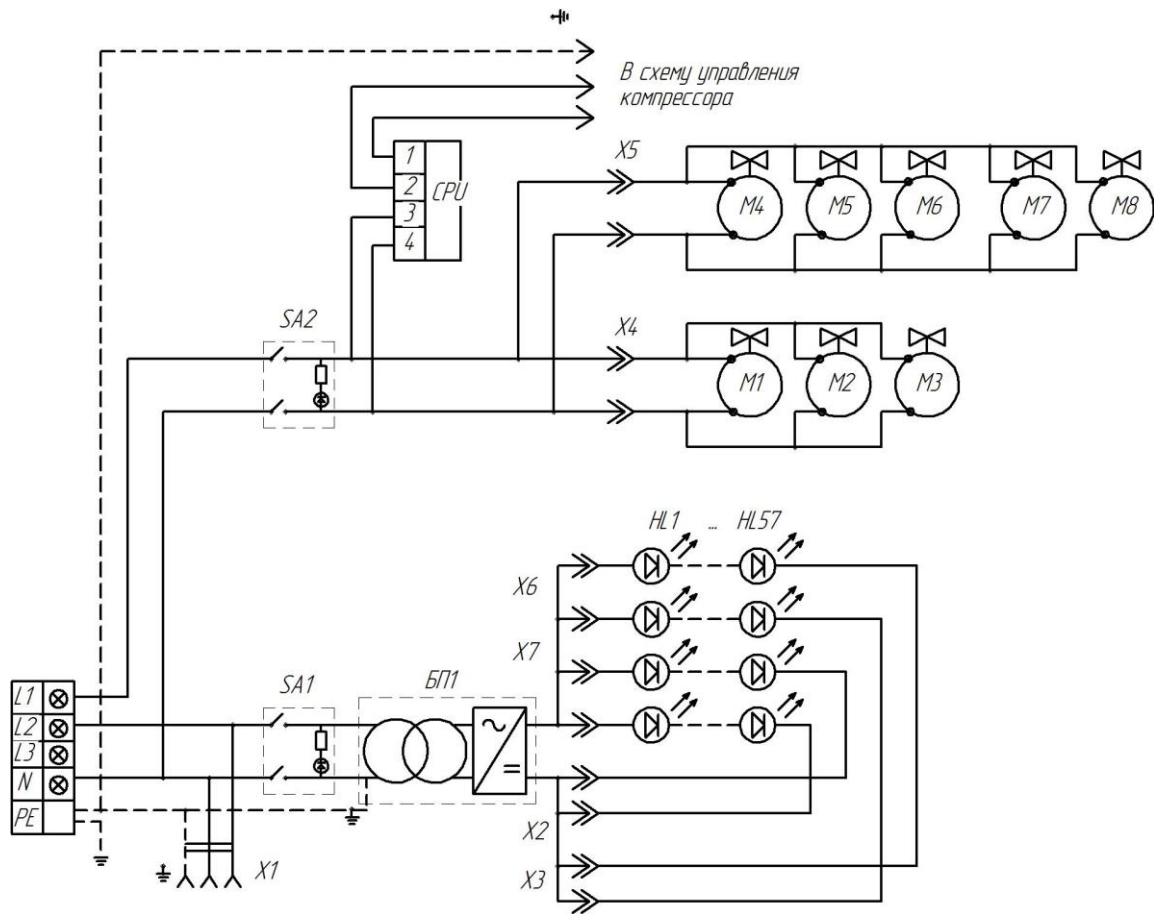 В схему управления
компрессора
1
2
3
4
CPU
X5
M4
M5
M6
M7
M8
SA2
X4
M1
M2
M3
HL1 ... HL57
X6
X7
L1
L2
L3
N
PE
SA1
БП1
X2
X3
X1